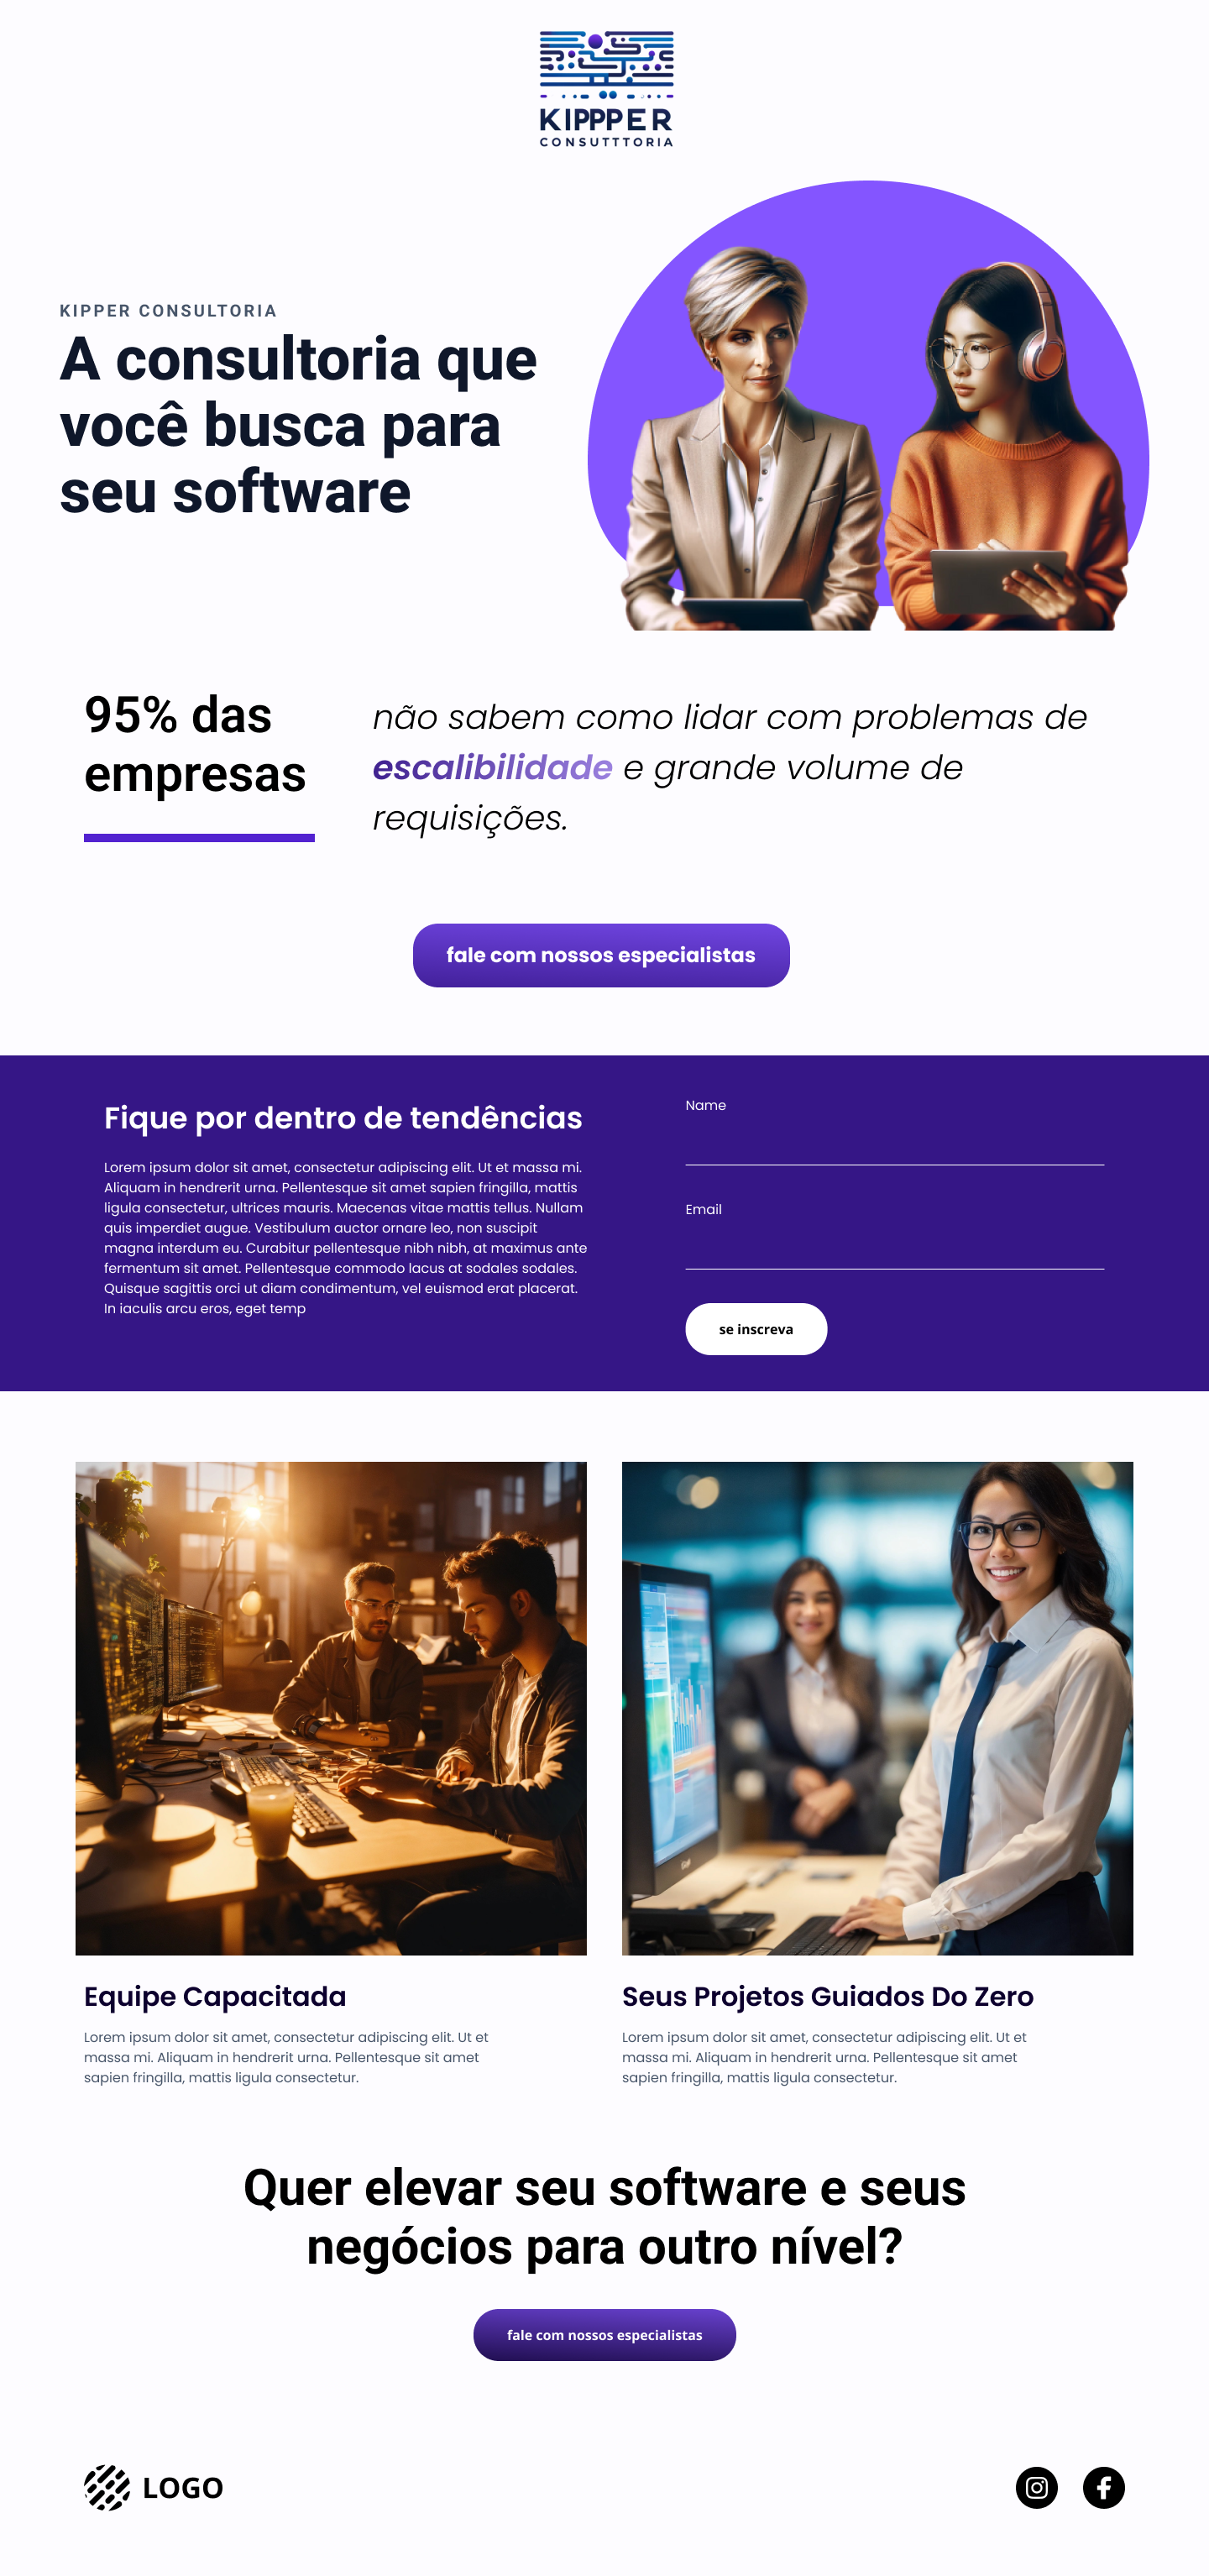 KIPPPER
CONSUTTTORIA
KIPPER CONSULTORIA
A consultoria que
você busca para
seu software
95% das
empresas
não sabem como lidar com problemas de
escalibilidade e grande volume de
requisições.
fale com nossos especialistas
Fique por dentro de tendências
Lorem ipsum dolor sit amet, consectetur adipiscing elit. Ut et massa mi.
Aliquam in hendrerit urna. Pellentesque sit amet sapien fringilla, mattis
ligula consectetur, ultrices mauris. Maecenas vitae mattis tellus. Nullam
quis imperdiet augue. Vestibulum auctor ornare leo, non suscipit
magna interdum eu. Curabitur pellentesque nibh nibh, at maximus ante
fermentum sit amet. Pellentesque commodo lacus at sodales sodales.
Quisque sagittis orci ut diam condimentum, vel euismod erat placerat.
In iaculis arcu eros, eget temp
Name
Email
se inscreva
Equipe Capacitada
Lorem ipsum dolor sit amet, consectetur adipiscing elit. Ut et
massa mi. Aliquam in hendrerit urna. Pellentesque sit amet
sapien fringilla, mattis ligula consectetur.
Seus Projetos Guiados Do Zero
Lorem ipsum dolor sit amet, consectetur adipiscing elit. Ut et
massa mi. Aliquam in hendrerit urna. Pellentesque sit amet
sapien fringilla, mattis ligula consectetur.
Quer elevar seu software e seus
negócios para outro nível?
fale com nossos especialistas
LOGO